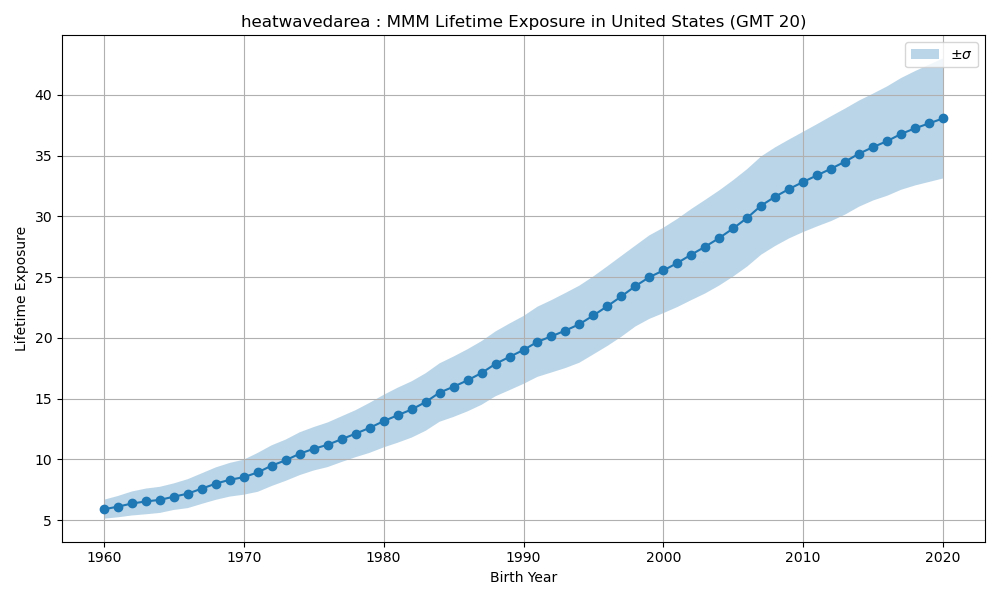 heatwavedarea : MMM Lifetime Exposure in United States (GMT 20)
±σ
Lifetime Exposure
40
35
30
25
20
15
10
5
1960 1970 1980 1990 2000 2010 2020
Birth Year